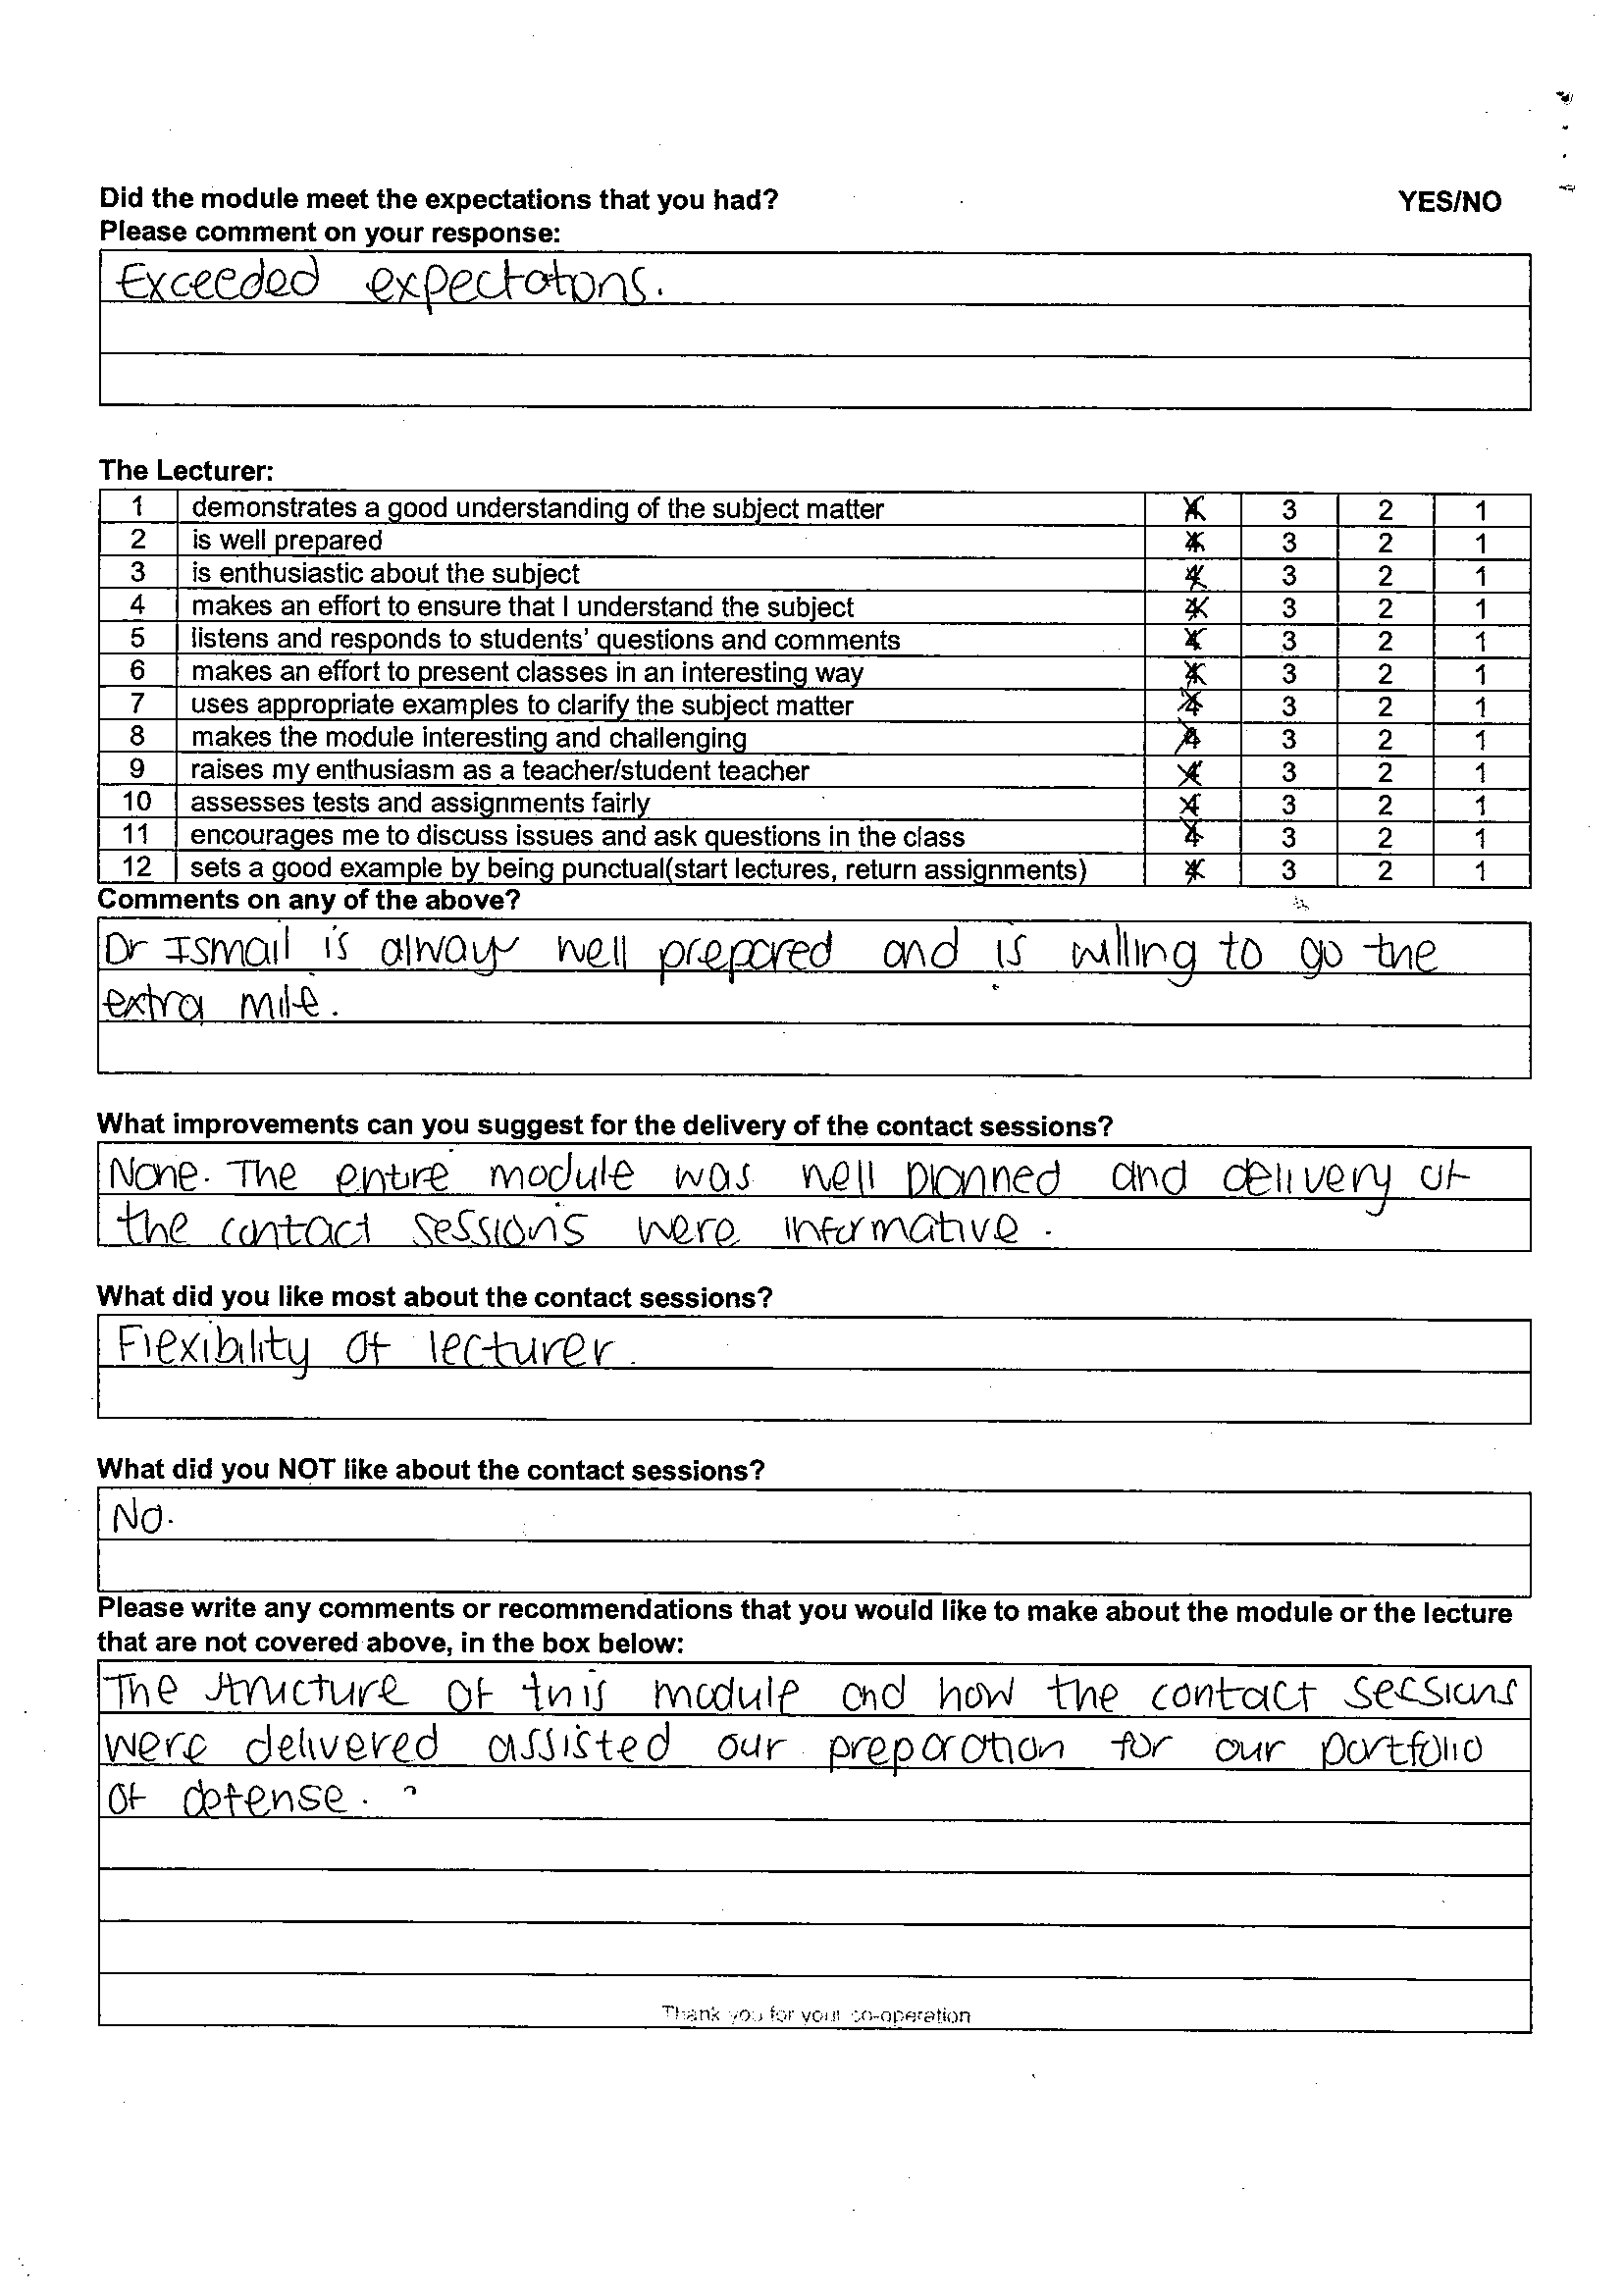 Did the module meet the expectations that you had? YES/NO
Please comment on your response:
Exceeded expectatons.
The Lecturer:
1 demonstrates a good understanding of the subject matter 4 3 2 1
2 is well prepared 4 3 2 1
3 is enthusiastic about the subject 4 3 2 1
4 makes an effort to ensure that I understand the subject 4 3 2 1
5 listens and responds to students' questions and comments 4 3 2 1
6 makes an effort to present classes in an interesting way 4 3 2 1
7 uses appropriate examples to clarify the subject matter 4 3 2 1
8 makes the module interesting and challenging 4 3 2 1
9 raises my enthusiasm as a teacher/student teacher 4 3 2 1
10 assesses tests and assignments fairly 4 3 2 1
11 encourages me to discuss issues and ask questions in the class 4 3 2 1
12 sets a good example by being punctual(start lectures, return assignments) 4 3 2 1
Comments on any of the above?
Dr Ismail is always well prepared and is willing to go the
extra mile.
What improvements can you suggest for the delivery of the contact sessions?
None. The entire module was well planned and delivery of
the contact sessions were informative.
What did you like most about the contact sessions?
Flexibility of lecturer.
What did you NOT like about the contact sessions?
No.
Please write any comments or recommendations that you would like to make about the module or the lecture
that are not covered above, in the box below:
The structure of this module and how the contact sessions
were delivered assisted our preparation for our portfolio
of defense.
Thank you for your co-operation